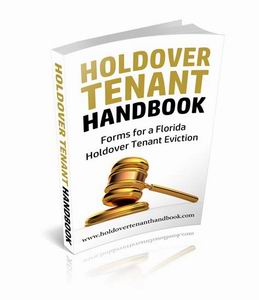 HOLDOVER
TENANT
HANDBOOK
Forms for a Florida
Holdover Tenant Eviction
www.holdovertenanthandbook.com
HOLDOVER TENANT HANDBOOK